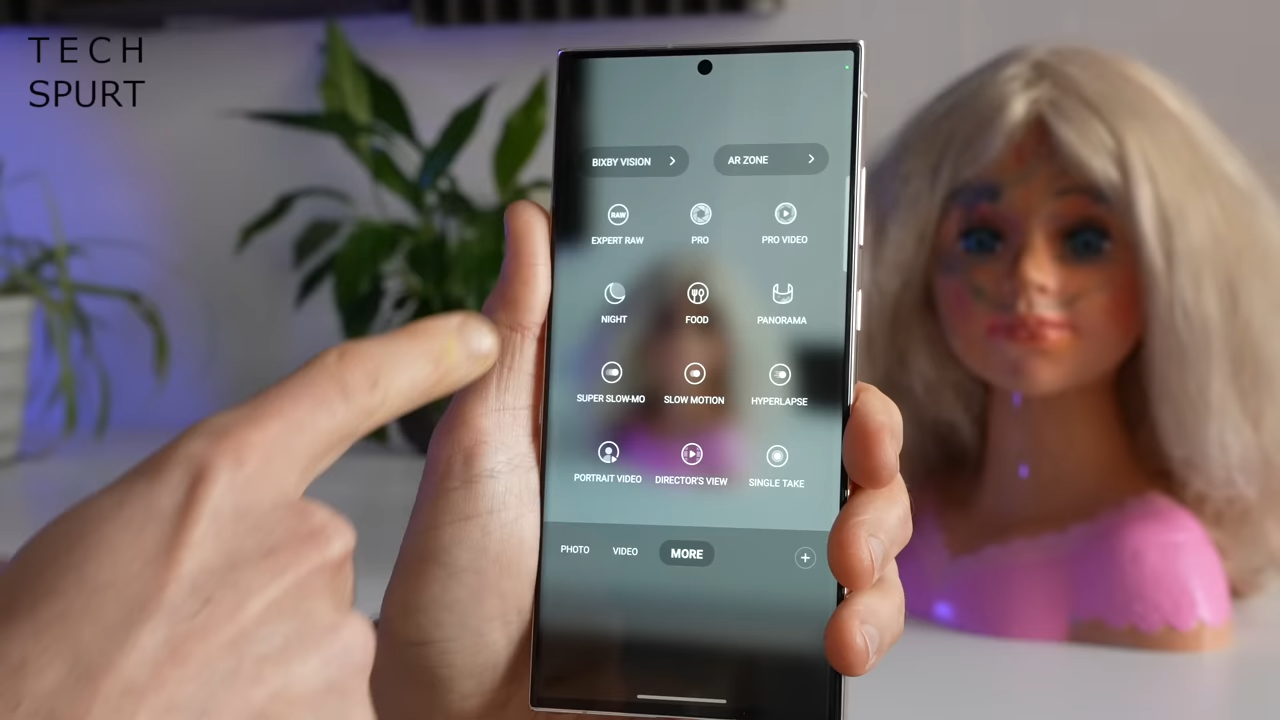 TECH
SPURT
BIXBY VISION
AR ZONE
RAW
EXPERT RAW
PRO
PRO VIDEO
NIGHT
FOOD
PANORAMA
SUPER SLOW-MO
SLOW MOTION
HYPERLAPSE
PORTRAIT VIDEO
DIRECTOR'S VIEW
SINGLE TAKE
PHOTO
VIDEO
MORE